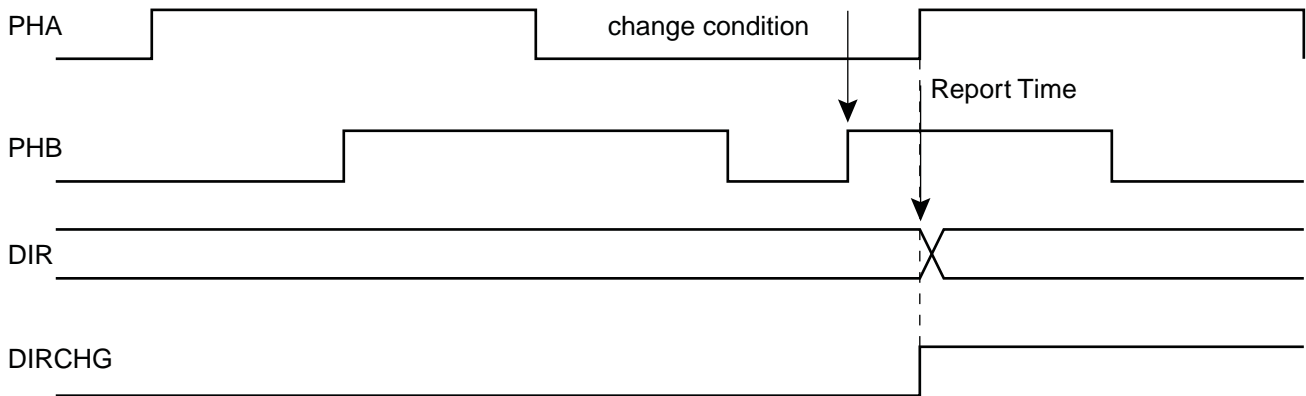 PHA
change condition
Report Time
PHB
DIR
DIRCHG